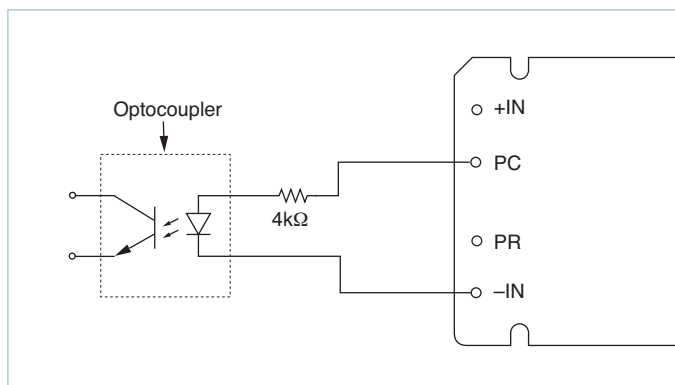 Optocoupler
4kΩ
+IN
PC
PR
–IN